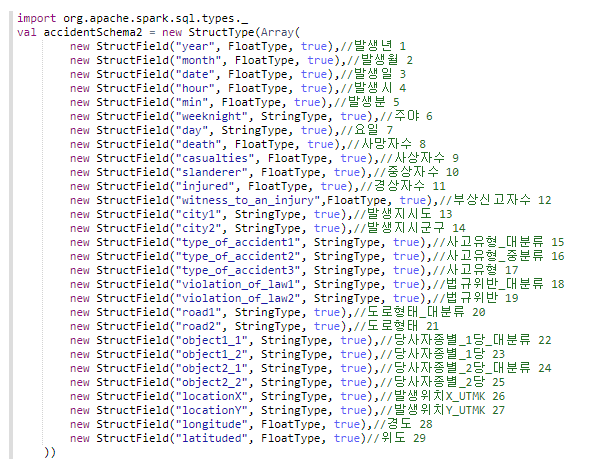 import org.apache.spark.sql.types._
val accidentSchema2 = new StructType(Array(
new StructField("year", FloatType, true),//발생년 1
new StructField("month", FloatType, true),//발생월 2
new StructField("date", FloatType, true),//발생일 3
new StructField("hour", FloatType, true),//발생시 4
new StructField("min", FloatType, true),//발생분 5
new StructField("weeknight", StringType, true),//주야 6
new StructField("day", StringType, true),//요일 7
new StructField("death", FloatType, true),//사망자수 8
new StructField("casualties", FloatType, true),//사상자수 9
new StructField("slanderer", FloatType, true),//중상자수 10
new StructField("injured", FloatType, true),//경상자수 11
new StructField("witness_to_an_injury",FloatType, true),//부상신고자수 12
new StructField("city1", StringType, true),//발생지시도 13
new StructField("city2", StringType, true),//발생지시군구 14
new StructField("type_of_accident1", StringType, true),//사고유형_대분류 15
new StructField("type_of_accident2", StringType, true),//사고유형_중분류 16
new StructField("type_of_accident3", StringType, true),//사고유형 17
new StructField("violation_of_law1", StringType, true),//법규위반_대분류 18
new StructField("violation_of_law2", StringType, true),//법규위반 19
new StructField("road1", StringType, true),//도로형태_대분류 20
new StructField("road2", StringType, true),//도로형태 21
new StructField("object1_1", StringType, true),//당사자종별_1당_대분류 22
new StructField("object1_2", StringType, true),//당사자종별_1당 23
new StructField("object2_1", StringType, true),//당사자종별_2당_대분류 24
new StructField("object2_2", StringType, true),//당사자종별_2당 25
new StructField("locationX", StringType, true),//발생위치X_UTMK 26
new StructField("locationY", StringType, true),//발생위치Y_UTMK 27
new StructField("longitude", FloatType, true),//경도 28
new StructField("latituded", FloatType, true)//위도 29
))